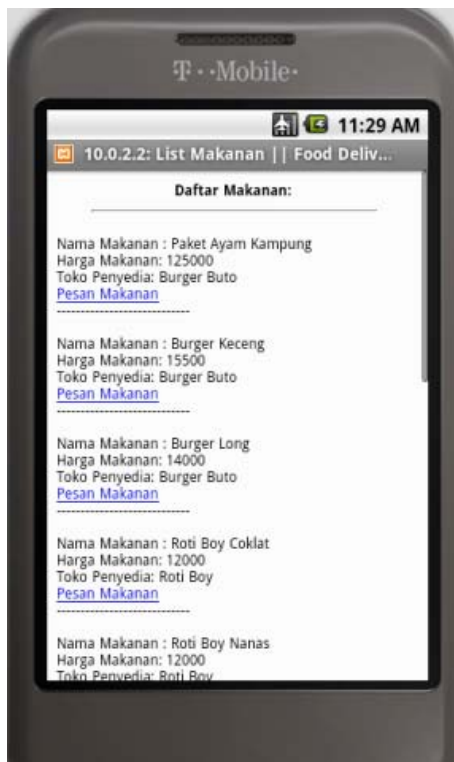 T··Mobile·
11:29 AM
10.0.2.2: List Makanan || Food Deliv...
Daftar Makanan:
Nama Makanan : Paket Ayam Kampung
Harga Makanan: 125000
Toko Penyedia: Burger Buto
Pesan Makanan
----------------------------
Nama Makanan : Burger Keceng
Harga Makanan: 15500
Toko Penyedia: Burger Buto
Pesan Makanan
----------------------------
Nama Makanan : Burger Long
Harga Makanan: 14000
Toko Penyedia: Burger Buto
Pesan Makanan
----------------------------
Nama Makanan : Roti Boy Coklat
Harga Makanan: 12000
Toko Penyedia: Roti Boy
Pesan Makanan
----------------------------
Nama Makanan : Roti Boy Nanas
Harga Makanan: 12000
Toko Penyedia: Roti Boy